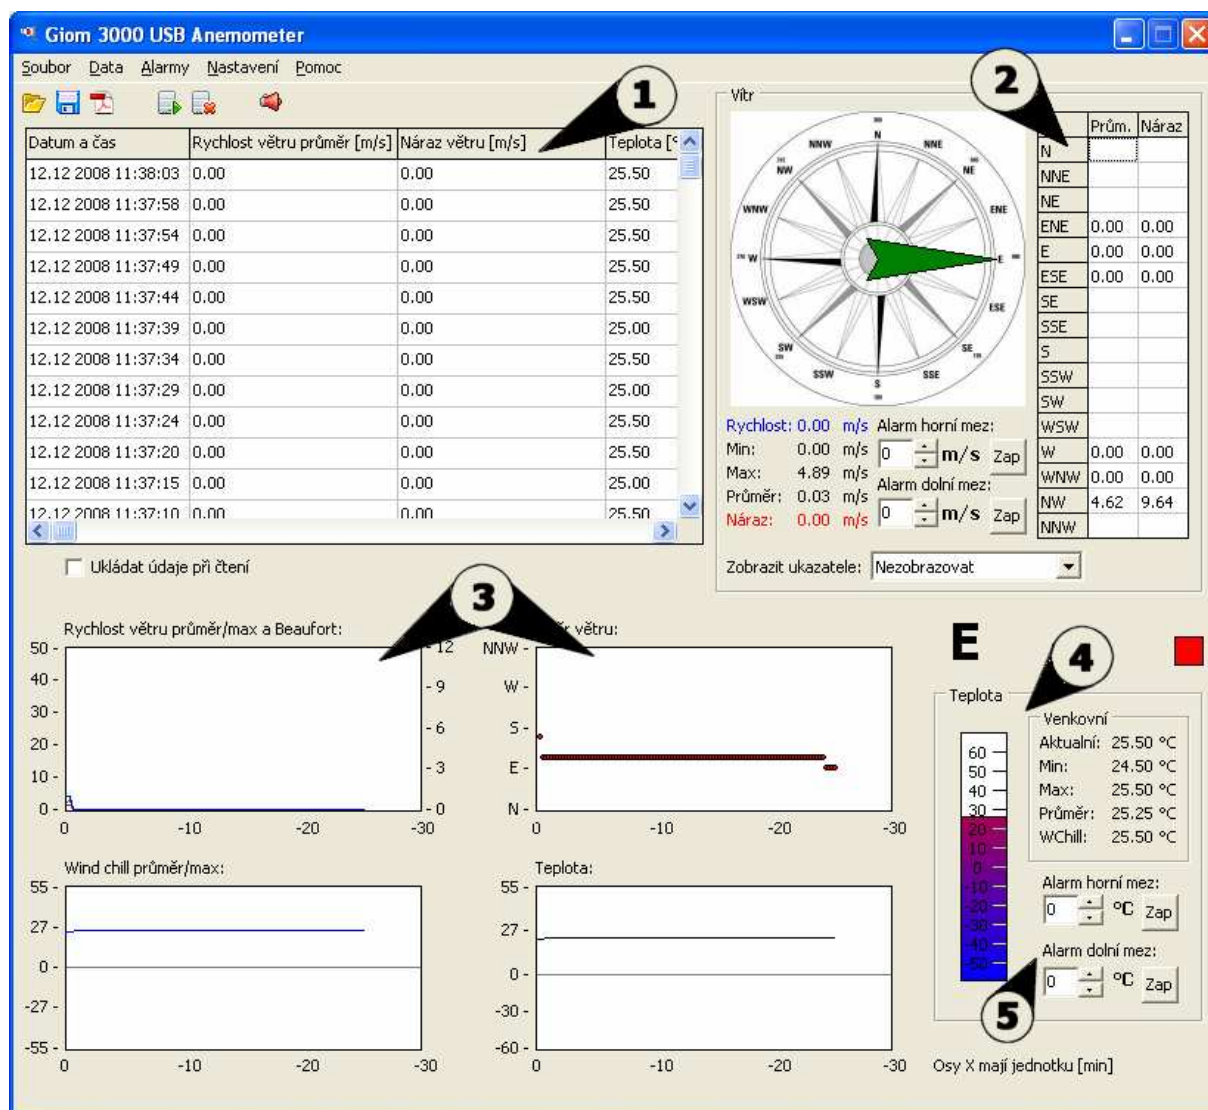 Giom 3000 USB Anemometer
Soubor Data Alarmy Nastavení Pomoc
1
Datum a čas Rychlost větru průměr [m/s] Náraz větru [m/s] Teplota [°
12.12 2008 11:38:03 0.00 0.00 25.50
12.12 2008 11:37:58 0.00 0.00 25.50
12.12 2008 11:37:54 0.00 0.00 25.50
12.12 2008 11:37:49 0.00 0.00 25.50
12.12 2008 11:37:44 0.00 0.00 25.50
12.12 2008 11:37:39 0.00 0.00 25.00
12.12 2008 11:37:34 0.00 0.00 25.50
12.12 2008 11:37:29 0.00 0.00 25.00
12.12 2008 11:37:24 0.00 0.00 25.50
12.12 2008 11:37:20 0.00 0.00 25.50
12.12 2008 11:37:15 0.00 0.00 25.00
12.12 2008 11:37:10 0.00 0.00 25.50
Ukládat údaje při čtení
Vítr
2
N
NNW NNE
NW NE
WNW ENE
W E
WSW ESE
SW SE
SSW SSE
S
Prům. Náraz
N
NNE
NE
ENE 0.00 0.00
E 0.00 0.00
ESE 0.00 0.00
SE
SSE
S
SSW
SW
WSW
W 0.00 0.00
WNW 0.00 0.00
NW 4.62 9.64
NNW
Rychlost: 0.00 m/s
Min: 0.00 m/s
Max: 4.89 m/s
Průměr: 0.03 m/s
Náraz: 0.00 m/s
Alarm horní mez:
0 m/s Zap
Alarm dolní mez:
0 m/s Zap
Zobrazit ukazatele: Nezobrazovat
3
Rychlost větru průměr/max a Beaufort:
50 -
40 -
30 -
20 -
10 -
0 -
- 12
- 9
- 6
- 3
- 0
0 -10 -20 -30
větru:
NNW -
W -
S -
E -
N -
0 -10 -20 -30
Wind chill průměr/max:
55 -
27 -
0 -
-27 -
-55 -
0 -10 -20 -30
Teplota:
55 -
27 -
0 -
-30 -
-60 -
0 -10 -20 -30
E
4
Teplota
60
50
40
30
20
10
0
-10
-20
-30
-40
-50
Venkovní
Aktualní: 25.50 °C
Min: 24.50 °C
Max: 25.50 °C
Průměr: 25.25 °C
WChill: 25.50 °C
Alarm horní mez:
0 °C Zap
Alarm dolní mez:
0 °C Zap
5
Osy X mají jednotku [min]